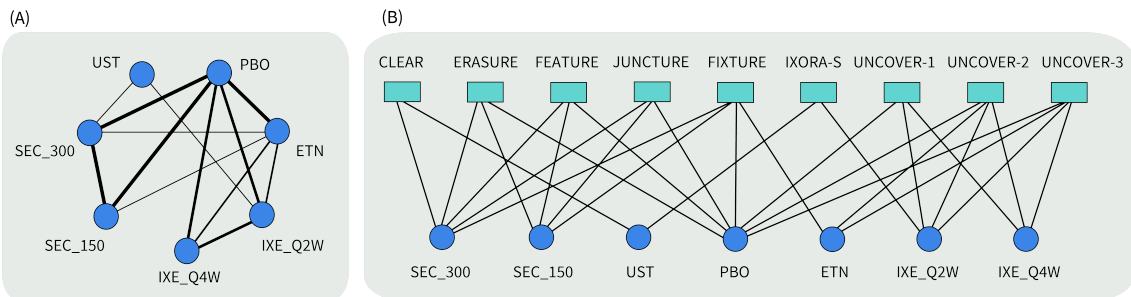 (A)
UST
PBO
SEC_300
ETN
SEC_150
IXE_Q2W
IXE_Q4W
(B)
CLEAR ERASURE FEATURE JUNCTURE FIXTURE IXORA-S UNCOVER-1 UNCOVER-2 UNCOVER-3
SEC_300 SEC_150 UST PBO ETN IXE_Q2W IXE_Q4W